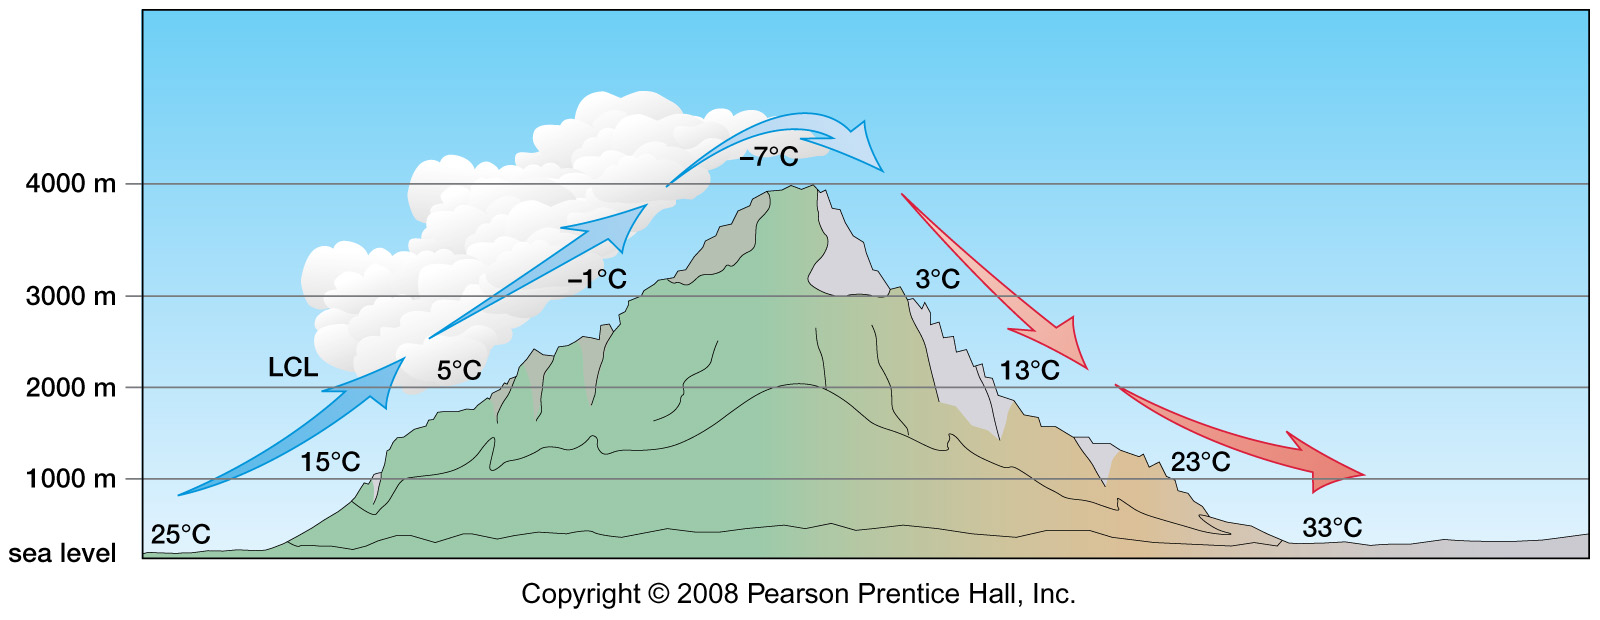 –7°C
4000 m
–1°C
3°C
3000 m
LCL
5°C
13°C
2000 m
15°C
23°C
1000 m
25°C
33°C
sea level
Copyright © 2008 Pearson Prentice Hall, Inc.